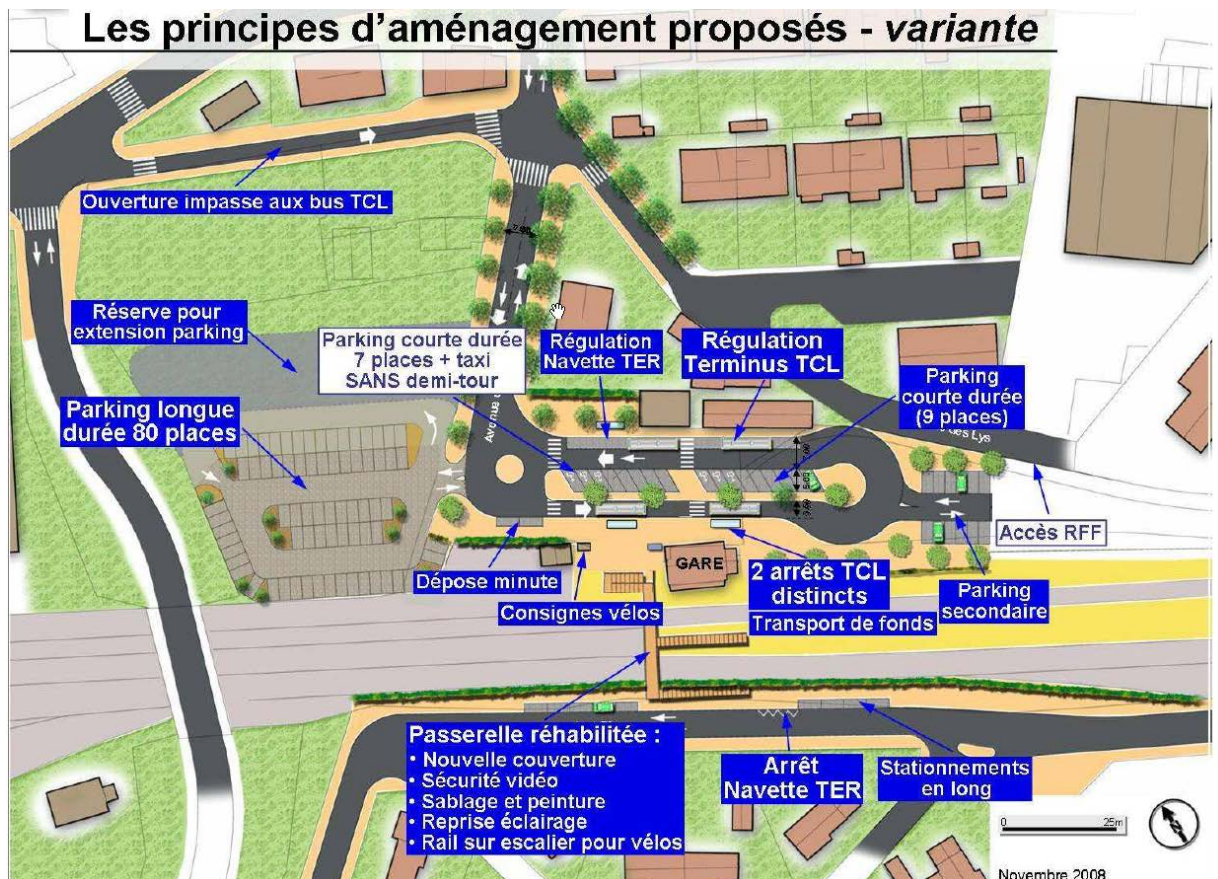 Les principes d'aménagement proposés - variante
Ouverture impasse aux bus TCL
Réserve pour
extension parking
Parking courte durée
7 places + taxi
SANS demi-tour
Régulation
Navette TER
Régulation
Terminus TCL
Parking
courte durée
(9 places)
Parking longue
durée 80 places
Avenue
des Lys
Accès RFF
Dépose minute
GARE
2 arrêts TCL
distincts
Parking
secondaire
Consignes vélos
Transport de fonds
Passerelle réhabilitée :
• Nouvelle couverture
• Sécurité vidéo
• Sablage et peinture
• Reprise éclairage
• Rail sur escalier pour vélos
Arrêt
Navette TER
Stationnements
en long
0 25m
Novembre 2008